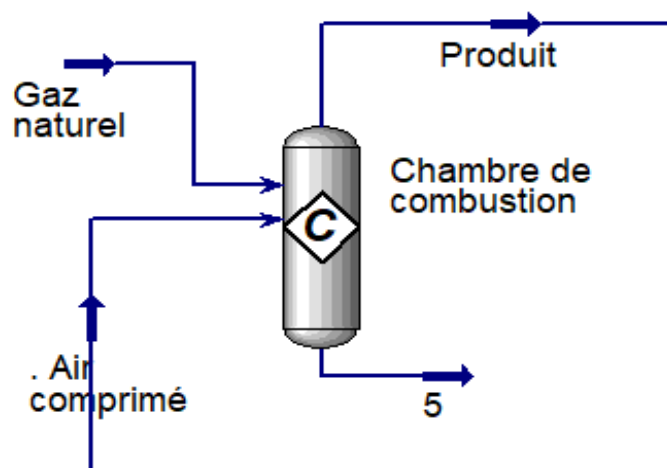 Produit
Gaz
naturel
Chambre de
combustion
C
. Air
comprimé
5